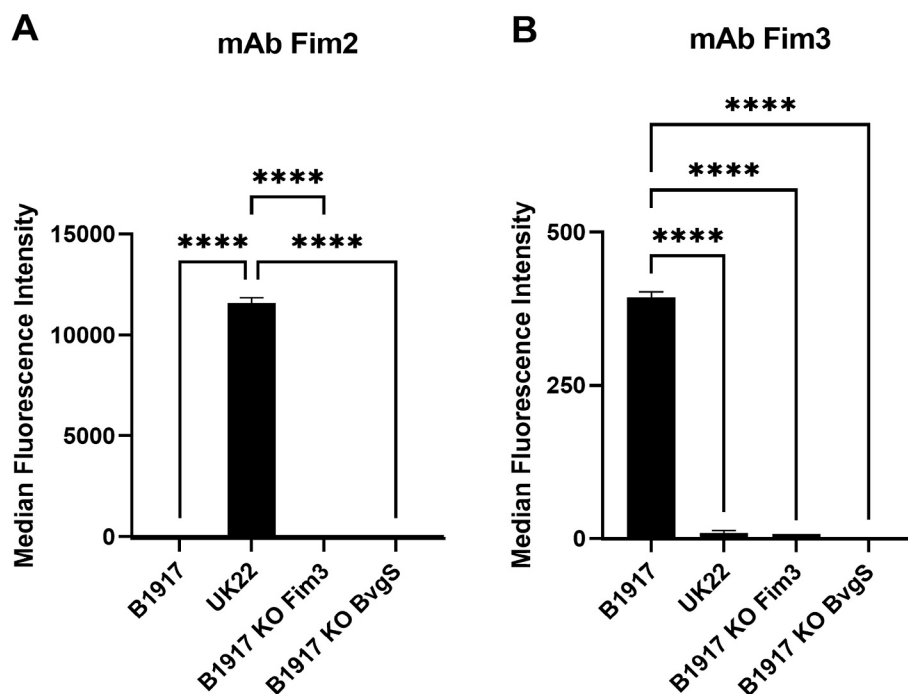 A
mAb Fim2
Median Fluorescence Intensity
15000
10000
5000
0
****
****
****
B1917
UK22
B1917 KO Fim3
B1917 KO BvgS
B
mAb Fim3
Median Fluorescence Intensity
500
250
0
****
****
****
B1917
UK22
B1917 KO Fim3
B1917 KO BvgS